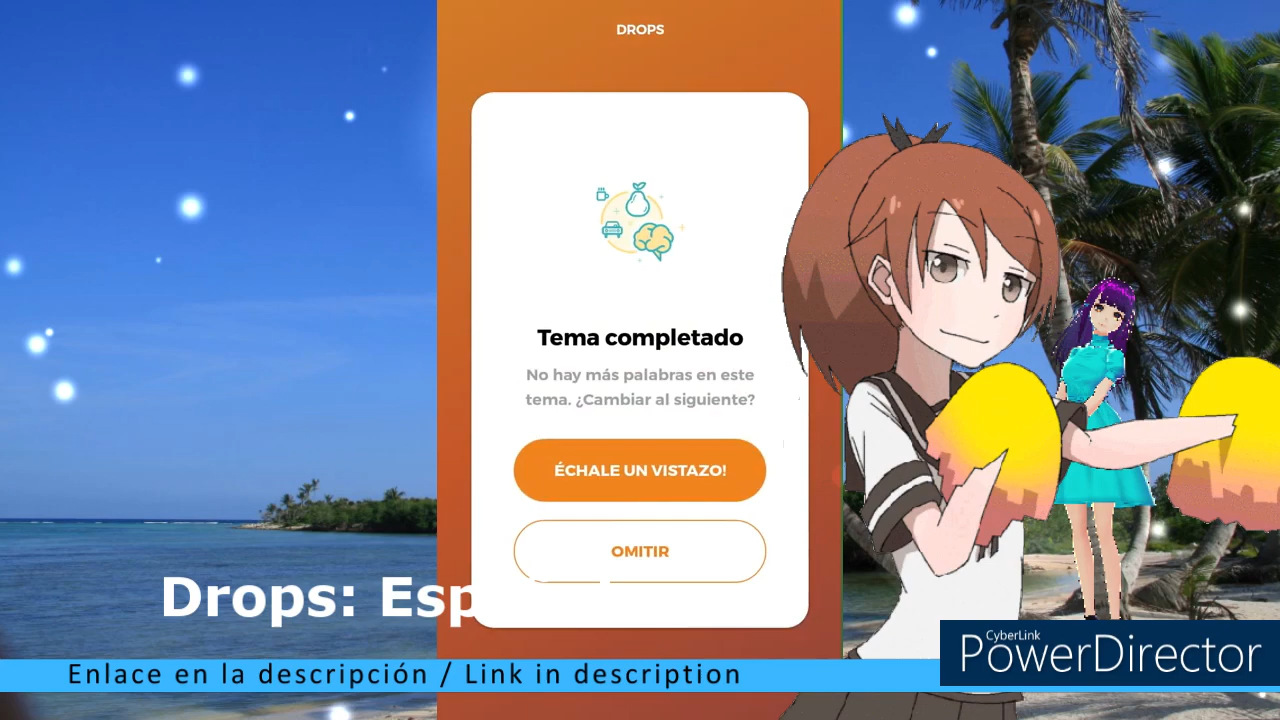 DROPS
Tema completado
No hay más palabras en este
tema. ¿Cambiar al siguiente?
ÉCHALE UN VISTAZO!
OMITIR
Drops: Esp
Enlace en la descripción / Link in description
CyberLink
PowerDirector